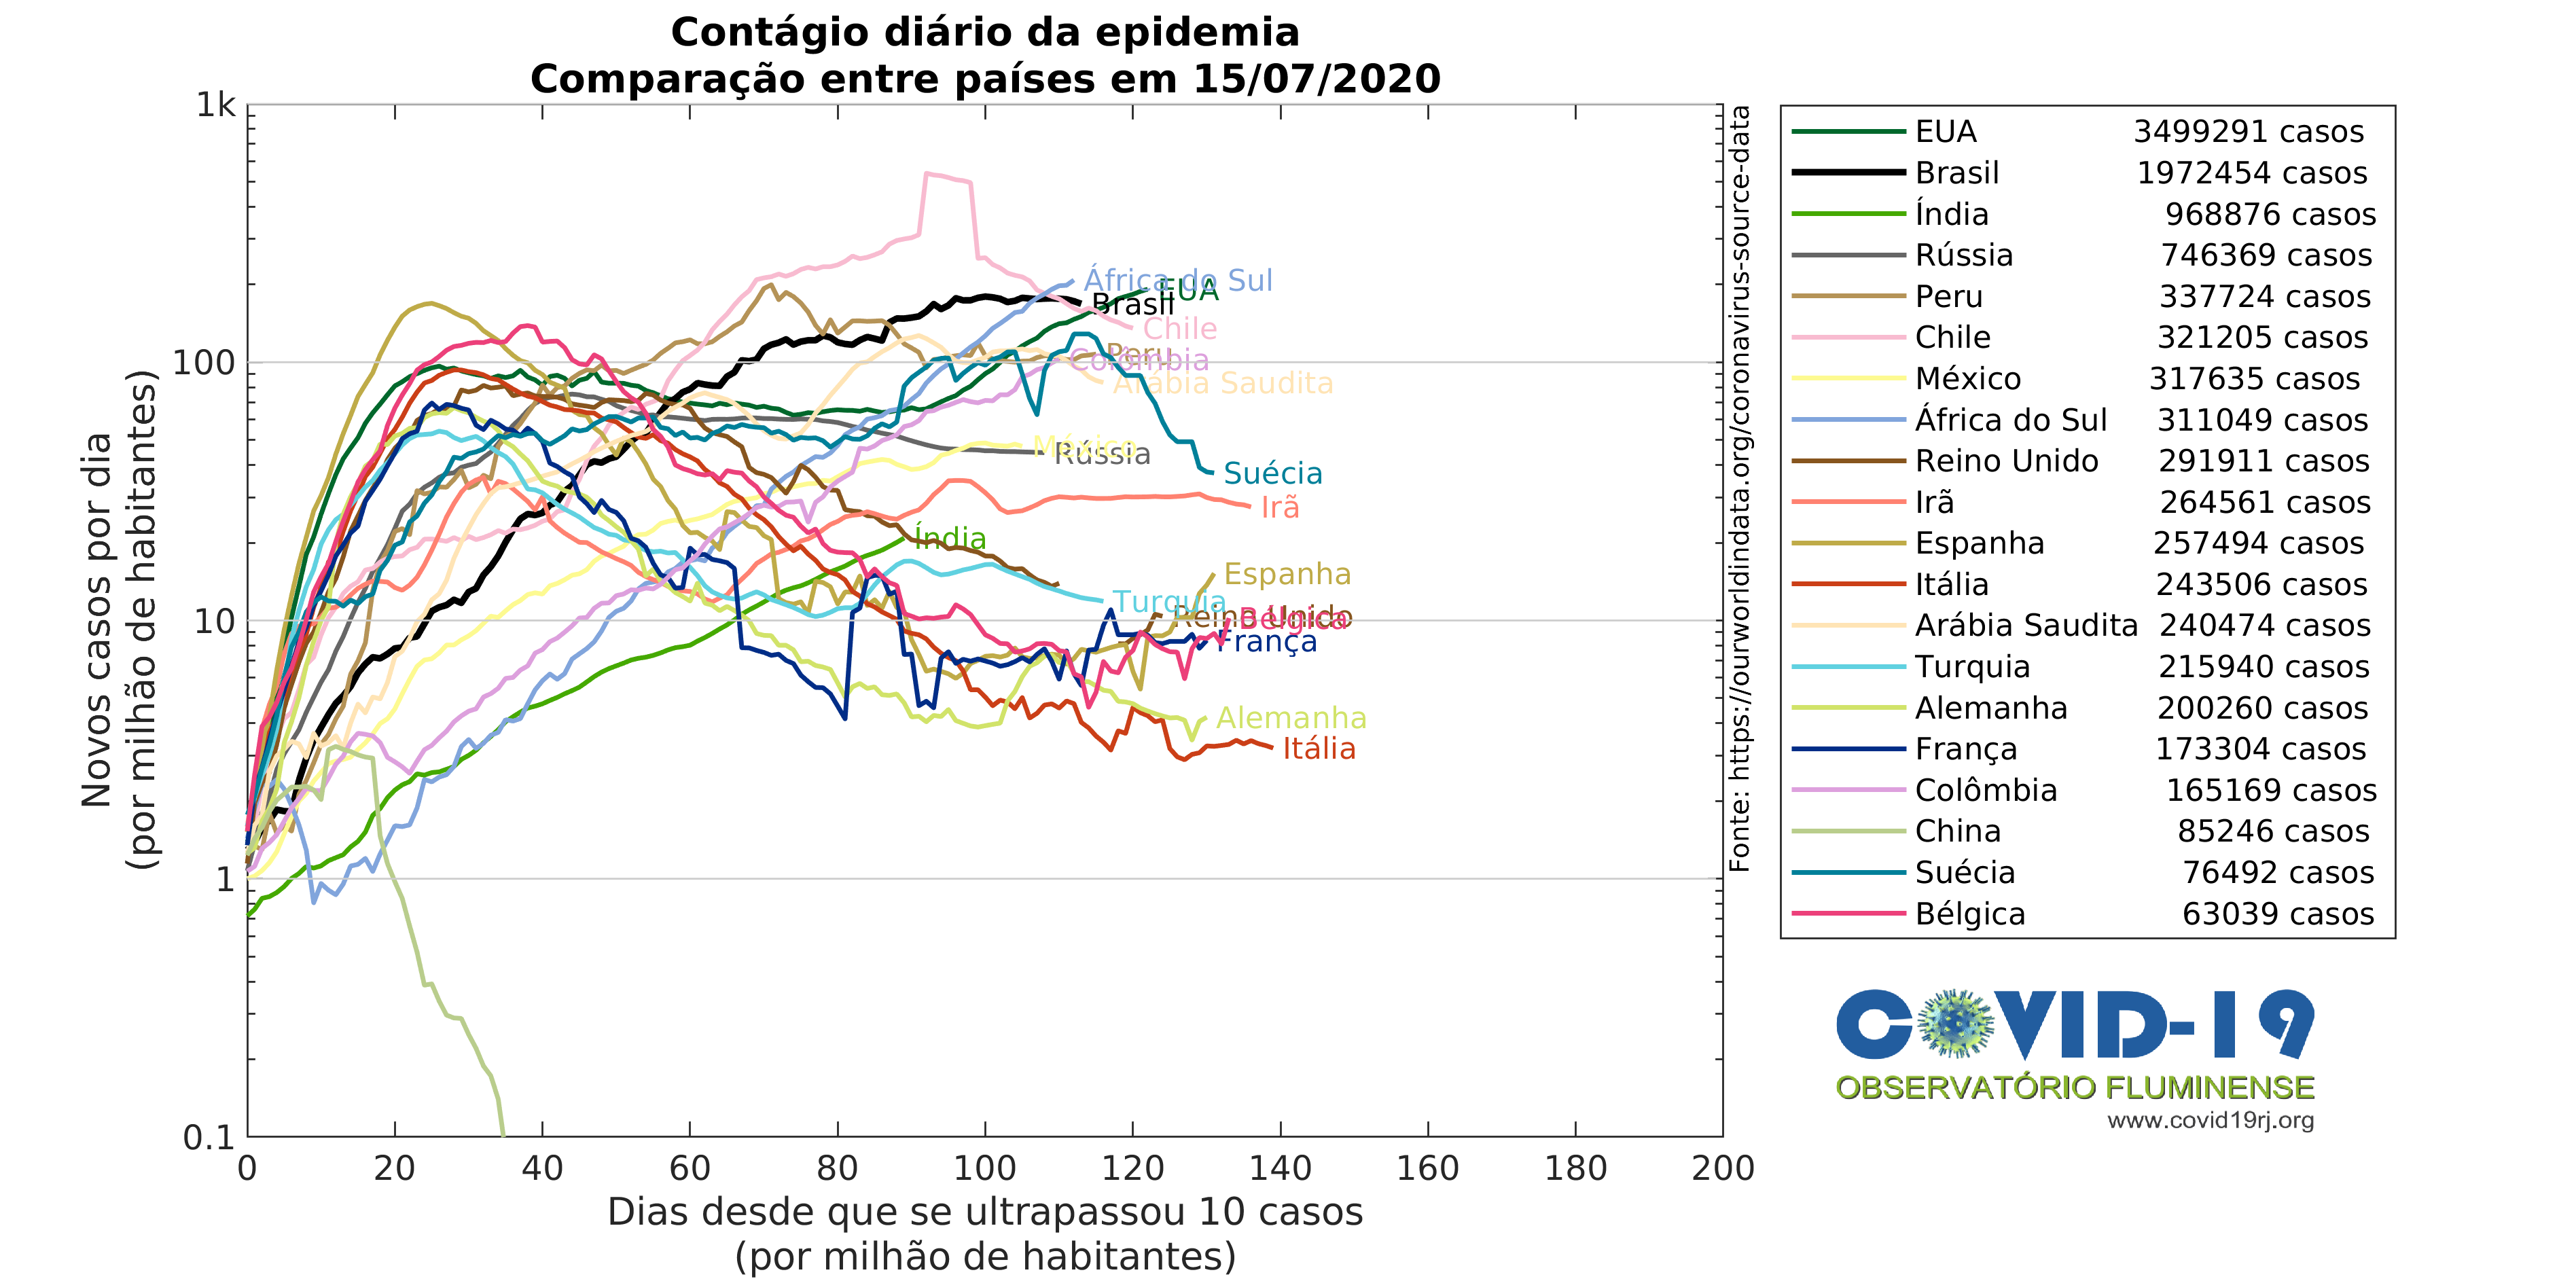 Contágio diário da epidemia
Comparação entre países em 15/07/2020
Novos casos por dia
(por milhão de habitantes)
1k
100
10
1
0.1
0 20 40 60 80 100 120 140 160 180 200
Dias desde que se ultrapassou 10 casos
(por milhão de habitantes)
África do Sul
EUA
Brasil
Chile
Peru
Colômbia
Arábia Saudita
México
Rússia
Suécia
Irã
Índia
Espanha
Turquia
Reino Unido
Bélgica
França
Alemanha
Itália
Fonte: https://ourworldindata.org/coronavirus-source-data
EUA 3499291 casos
Brasil 1972454 casos
Índia 968876 casos
Rússia 746369 casos
Peru 337724 casos
Chile 321205 casos
México 317635 casos
África do Sul 311049 casos
Reino Unido 291911 casos
Irã 264561 casos
Espanha 257494 casos
Itália 243506 casos
Arábia Saudita 240474 casos
Turquia 215940 casos
Alemanha 200260 casos
França 173304 casos
Colômbia 165169 casos
China 85246 casos
Suécia 76492 casos
Bélgica 63039 casos
COVID-19
OBSERVATÓRIO FLUMINENSE
www.covid19rj.org